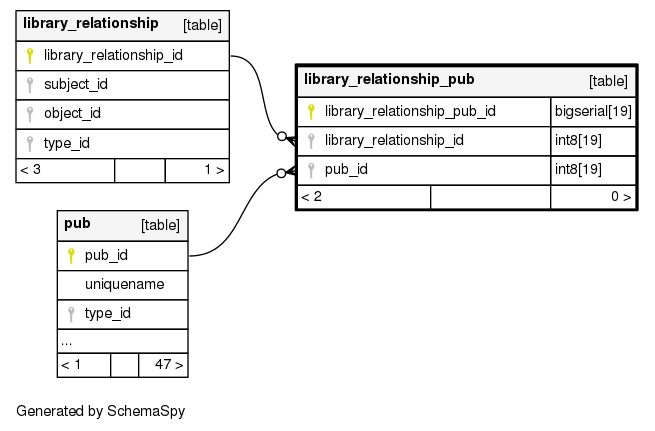 library_relationship [table]
library_relationship_id
subject_id
object_id
type_id
< 3 1 >
library_relationship_pub [table]
library_relationship_pub_id bigserial[19]
library_relationship_id int8[19]
pub_id int8[19]
< 2 0 >
pub [table]
pub_id
uniquename
type_id
...
< 1 47 >
Generated by SchemaSpy